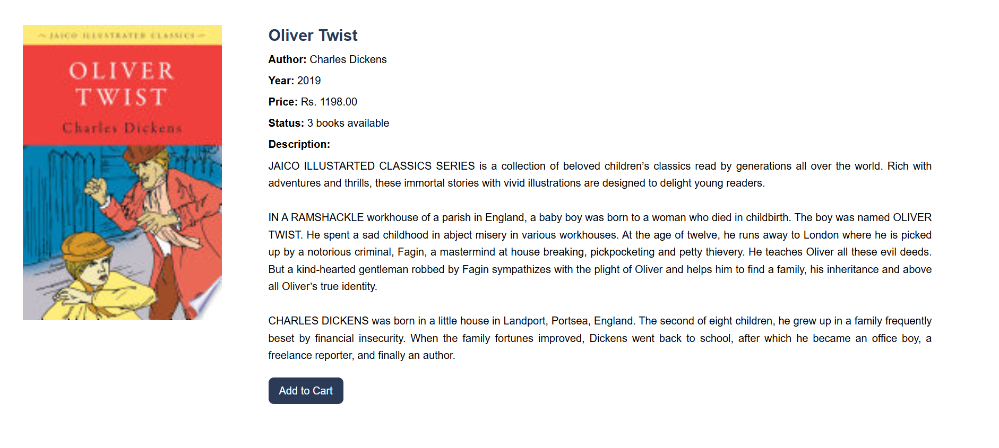 ~ JAICO ILLUSTRATED CLASSICS ~
OLIVER
TWIST
Charles Dickens
Oliver Twist
Author: Charles Dickens
Year: 2019
Price: Rs. 1198.00
Status: 3 books available
Description:
JAICO ILLUSTARTED CLASSICS SERIES is a collection of beloved children’s classics read by generations all over the world. Rich with
adventures and thrills, these immortal stories with vivid illustrations are designed to delight young readers.
IN A RAMSHACKLE workhouse of a parish in England, a baby boy was born to a woman who died in childbirth. The boy was named OLIVER
TWIST. He spent a sad childhood in abject misery in various workhouses. At the age of twelve, he runs away to London where he is picked
up by a notorious criminal, Fagin, a mastermind at house breaking, pickpocketing and petty thievery. He teaches Oliver all these evil deeds.
But a kind-hearted gentleman robbed by Fagin sympathizes with the plight of Oliver and helps him to find a family, his inheritance and above
all Oliver’s true identity.
CHARLES DICKENS was born in a little house in Landport, Portsea, England. The second of eight children, he grew up in a family frequently
beset by financial insecurity. When the family fortunes improved, Dickens went back to school, after which he became an office boy, a
freelance reporter, and finally an author.
Add to Cart